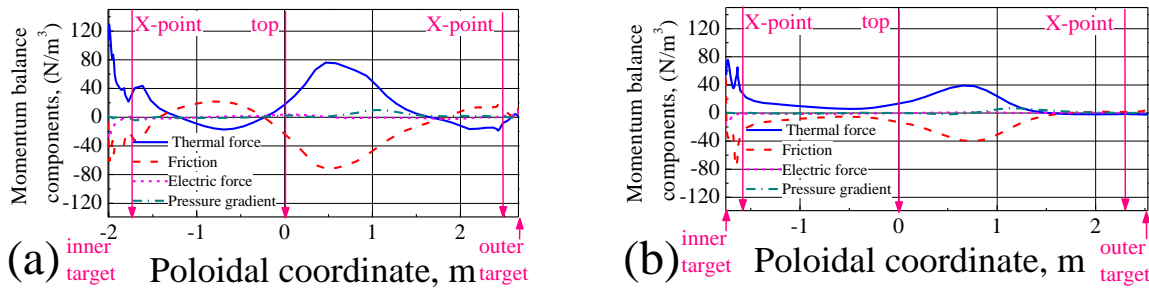 Momentum balance
components, (N/m³)
120
80
40
0
-40
-80
-120
X-point
top
X-point
Thermal force
Friction
Electric force
Pressure gradient
-2
-1
0
1
2
(a)
inner
target
Poloidal coordinate, m
outer
target
Momentum balance
components, (N/m³)
120
80
40
0
-40
-80
-120
X-point
top
X-point
Thermal force
Friction
Electric force
Pressure gradient
-1
0
1
2
(b)
inner
target
Poloidal coordinate, m
outer
target